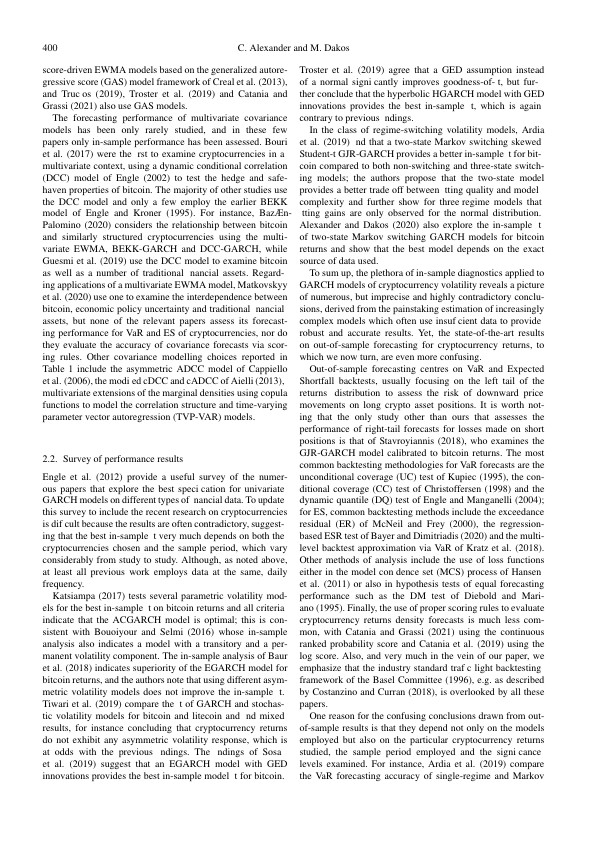 400
C. Alexander and M. Dakos
score-driven EWMA models based on the generalized autore-
gressive score (GAS) model framework of Creal et al. (2013),
and Truc os (2019), Troster et al. (2019) and Catania and
Grassi (2021) also use GAS models.
The forecasting performance of multivariate covariance
models has been only rarely studied, and in these few
papers only in-sample performance has been assessed. Bouri
et al. (2017) were the rst to examine cryptocurrencies in a
multivariate context, using a dynamic conditional correlation
(DCC) model of Engle (2002) to test the hedge and safe-
haven properties of bitcoin. The majority of other studies use
the DCC model and only a few employ the earlier BEKK
model of Engle and Kroner (1995). For instance, BazÆn-
Palomino (2020) considers the relationship between bitcoin
and similarly structured cryptocurrencies using the multi-
variate EWMA, BEKK-GARCH and DCC-GARCH, while
Guesmi et al. (2019) use the DCC model to examine bitcoin
as well as a number of traditional nancial assets. Regard-
ing applications of a multivariate EWMA model, Matkovskyy
et al. (2020) use one to examine the interdependence between
bitcoin, economic policy uncertainty and traditional nancial
assets, but none of the relevant papers assess its forecast-
ing performance for VaR and ES of cryptocurrencies, nor do
they evaluate the accuracy of covariance forecasts via scor-
ing rules. Other covariance modelling choices reported in
Table 1 include the asymmetric ADCC model of Cappiello
et al. (2006), the modi ed cDCC and cADCC of Aielli (2013),
multivariate extensions of the marginal densities using copula
functions to model the correlation structure and time-varying
parameter vector autoregression (TVP-VAR) models.
2.2. Survey of performance results
Engle et al. (2012) provide a useful survey of the numer-
ous papers that explore the best speci cation for univariate
GARCH models on different types of nancial data. To update
this survey to include the recent research on cryptocurrencies
is dif cult because the results are often contradictory, suggest-
ing that the best in-sample t very much depends on both the
cryptocurrencies chosen and the sample period, which vary
considerably from study to study. Although, as noted above,
at least all previous work employs data at the same, daily
frequency.
Katsiampa (2017) tests several parametric volatility mod-
els for the best in-sample t on bitcoin returns and all criteria
indicate that the ACGARCH model is optimal; this is con-
sistent with Bouoiyour and Selmi (2016) whose in-sample
analysis also indicates a model with a transitory and a per-
manent volatility component. The in-sample analysis of Baur
et al. (2018) indicates superiority of the EGARCH model for
bitcoin returns, and the authors note that using different asym-
metric volatility models does not improve the in-sample t.
Tiwari et al. (2019) compare the t of GARCH and stochas-
tic volatility models for bitcoin and litecoin and nd mixed
results, for instance concluding that cryptocurrency returns
do not exhibit any asymmetric volatility response, which is
at odds with the previous ndings. The ndings of Sosa
et al. (2019) suggest that an EGARCH model with GED
innovations provides the best in-sample model t for bitcoin.
Troster et al. (2019) agree that a GED assumption instead
of a normal signi cantly improves goodness-of- t, but fur-
ther conclude that the hyperbolic HGARCH model with GED
innovations provides the best in-sample t, which is again
contrary to previous ndings.
In the class of regime-switching volatility models, Ardia
et al. (2019) nd that a two-state Markov switching skewed
Student-t GJR-GARCH provides a better in-sample t for bit-
coin compared to both non-switching and three-state switch-
ing models; the authors propose that the two-state model
provides a better trade off between tting quality and model
complexity and further show for three regime models that
tting gains are only observed for the normal distribution.
Alexander and Dakos (2020) also explore the in-sample t
of two-state Markov switching GARCH models for bitcoin
returns and show that the best model depends on the exact
source of data used.
To sum up, the plethora of in-sample diagnostics applied to
GARCH models of cryptocurrency volatility reveals a picture
of numerous, but imprecise and highly contradictory conclu-
sions, derived from the painstaking estimation of increasingly
complex models which often use insuf cient data to provide
robust and accurate results. Yet, the state-of-the-art results
on out-of-sample forecasting for cryptocurrency returns, to
which we now turn, are even more confusing.
Out-of-sample forecasting centres on VaR and Expected
Shortfall backtests, usually focusing on the left tail of the
returns distribution to assess the risk of downward price
movements on long crypto asset positions. It is worth not-
ing that the only study other than ours that assesses the
performance of right-tail forecasts for losses made on short
positions is that of Stavroyiannis (2018), who examines the
GJR-GARCH model calibrated to bitcoin returns. The most
common backtesting methodologies for VaR forecasts are the
unconditional coverage (UC) test of Kupiec (1995), the con-
ditional coverage (CC) test of Christoffersen (1998) and the
dynamic quantile (DQ) test of Engle and Manganelli (2004);
for ES, common backtesting methods include the exceedance
residual (ER) of McNeil and Frey (2000), the regression-
based ESR test of Bayer and Dimitriadis (2020) and the multi-
level backtest approximation via VaR of Kratz et al. (2018).
Other methods of analysis include the use of loss functions
either in the model con dence set (MCS) process of Hansen
et al. (2011) or also in hypothesis tests of equal forecasting
performance such as the DM test of Diebold and Mari-
ano (1995). Finally, the use of proper scoring rules to evaluate
cryptocurrency returns density forecasts is much less com-
mon, with Catania and Grassi (2021) using the continuous
ranked probability score and Catania et al. (2019) using the
log score. Also, and very much in the vein of our paper, we
emphasize that the industry standard traf c light backtesting
framework of the Basel Committee (1996), e.g. as described
by Costanzino and Curran (2018), is overlooked by all these
papers.
One reason for the confusing conclusions drawn from out-
of-sample results is that they depend not only on the models
employed but also on the particular cryptocurrency returns
studied, the sample period employed and the signi cance
levels examined. For instance, Ardia et al. (2019) compare
the VaR forecasting accuracy of single-regime and Markov